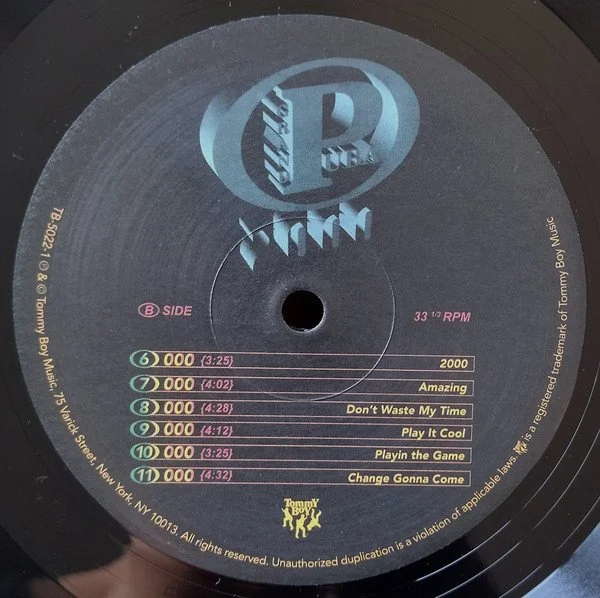 P
B SIDE
33 1/3 RPM
6 000 {3:25} 2000
7 000 {4:02} Amazing
8 000 {4:28} Don't Waste My Time
9 000 {4:12} Play It Cool
10 000 {3:25} Playin the Game
11 000 {4:32} Change Gonna Come
Tommy
Boy
TB-5022-1 ℗ & © Tommy Boy Music, 75 Varick Street, New York, NY 10013. All rights reserved. Unauthorized duplication is a violation of applicable laws. is a registered trademark of Tommy Boy Music